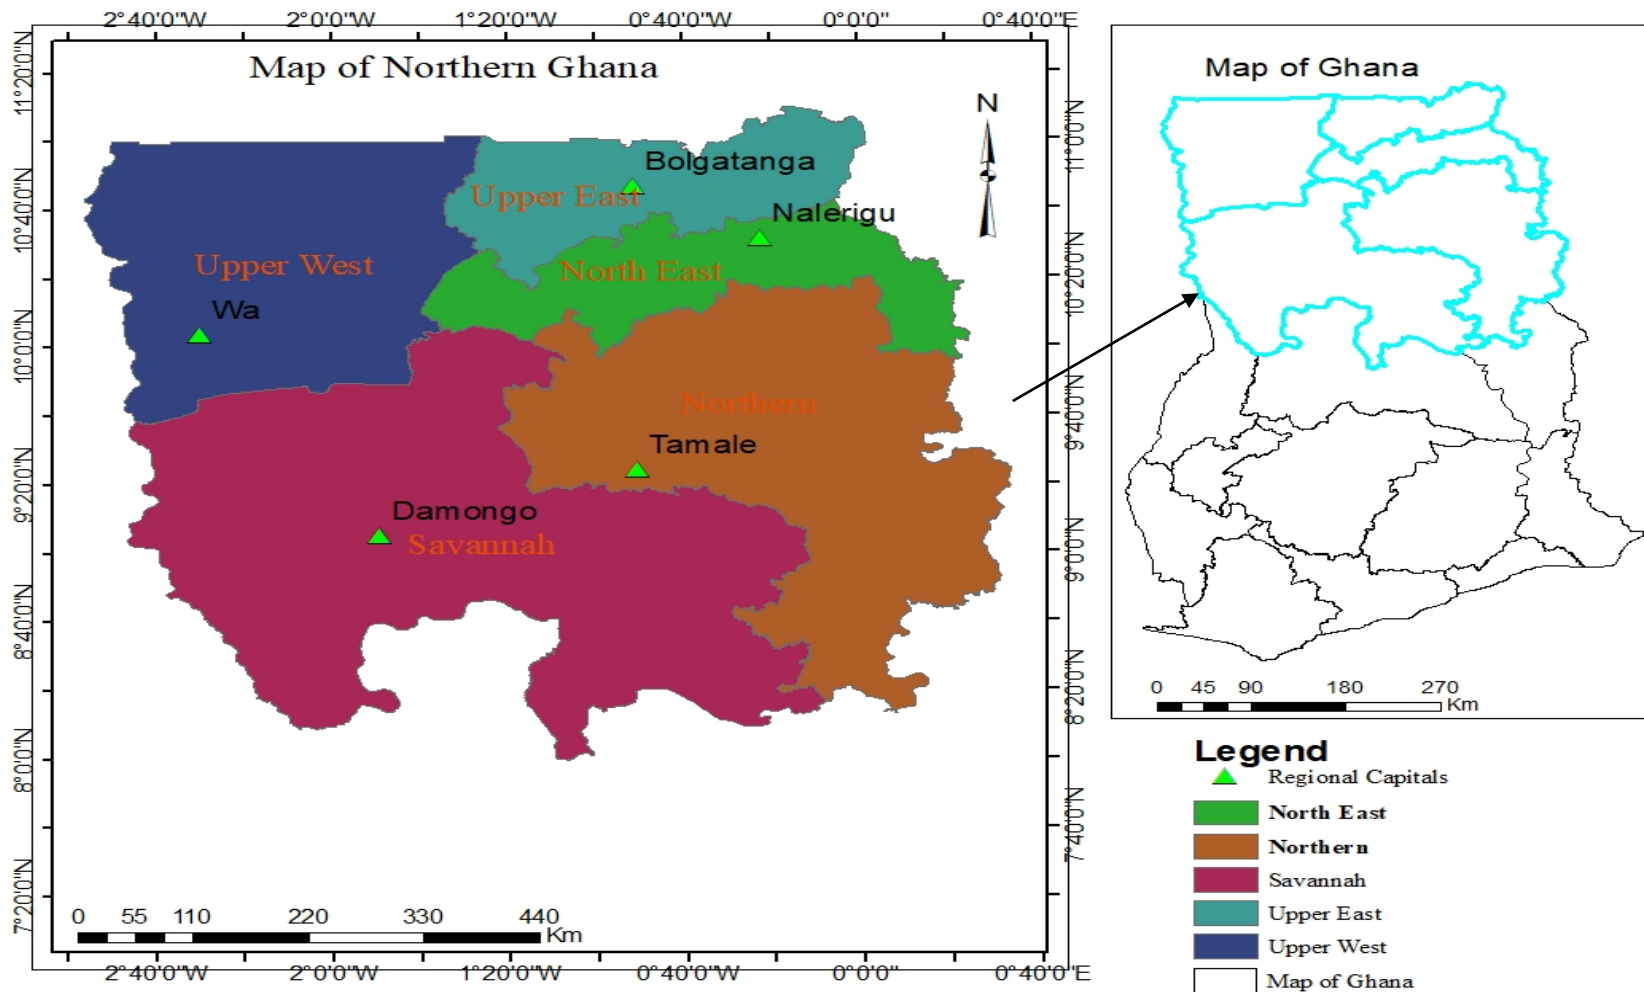 2°40'0"W 2°0'0"W 1°20'0"W 0°40'0"W 0°0'0" 0°40'0"E
Map of Northern Ghana
N
11°20'0"N
10°40'0"N
10°0'0"N
9°20'0"N
8°40'0"N
8°0'0"N
7°20'0"N
Bolgatanga
Upper East
Nalerigu
Upper West
North East
Wa
Northern
Tamale
Damongo
Savannah
11°0'0"N
10°20'0"N
9°40'0"N
9°0'0"N
8°20'0"N
7°40'0"N
0 55 110 220 330 440
Km
2°40'0"W 2°0'0"W 1°20'0"W 0°40'0"W 0°0'0" 0°40'0"E
Map of Ghana
0 45 90 180 270
Km
Legend
Regional Capitals
North East
Northern
Savannah
Upper East
Upper West
Map of Ghana